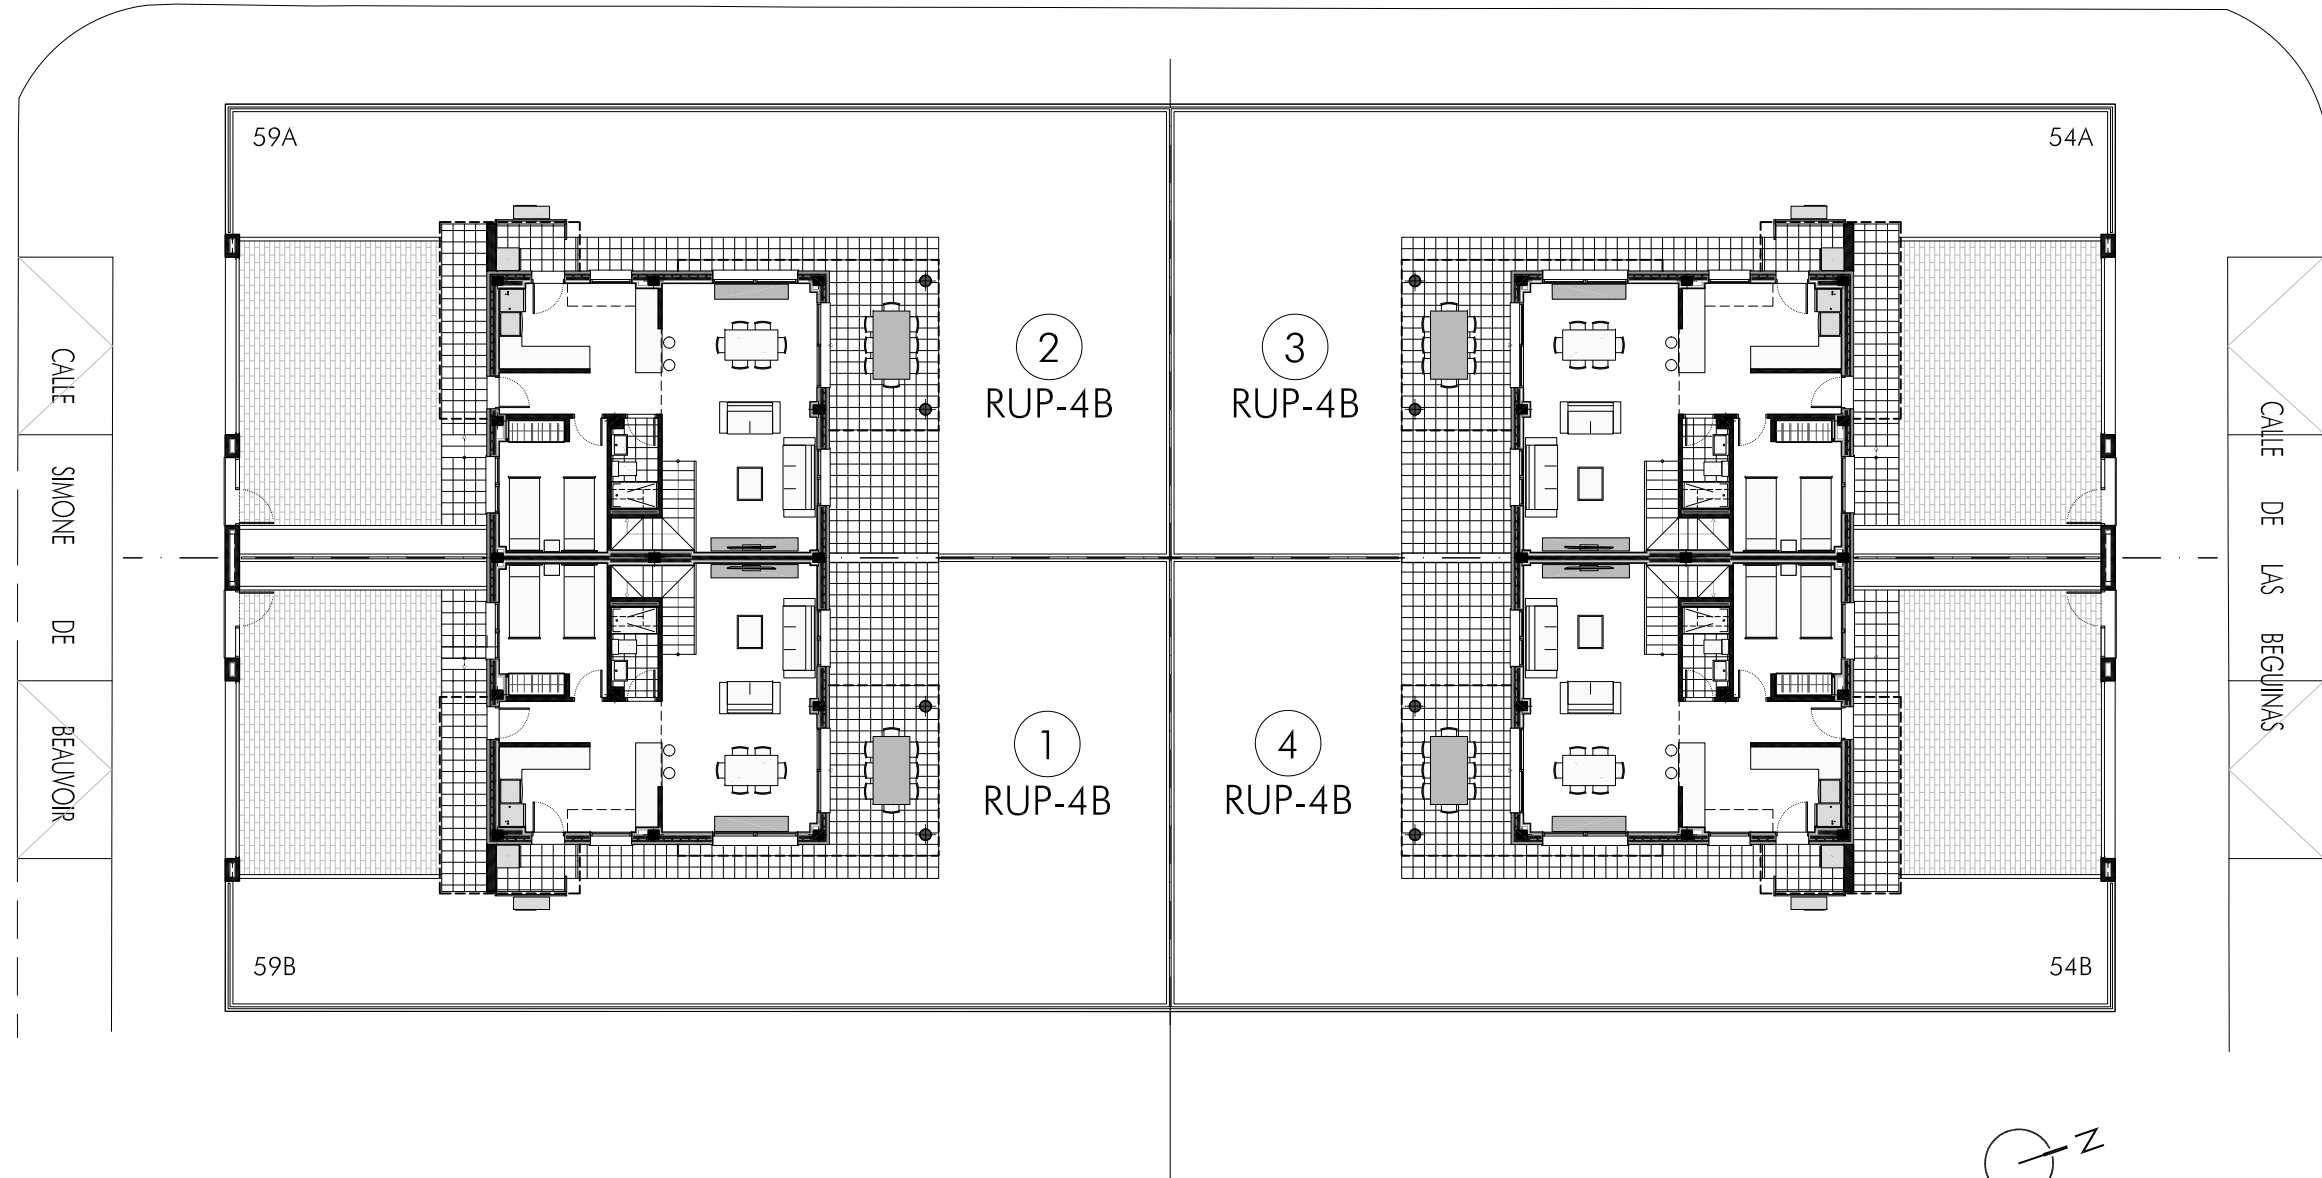 59A
54A
2
RUP-4B
3
RUP-4B
CALLE SIMONE DE BEAUVOIR
CALLE DE LAS BEGUINAS
1
RUP-4B
4
RUP-4B
59B
54B
N